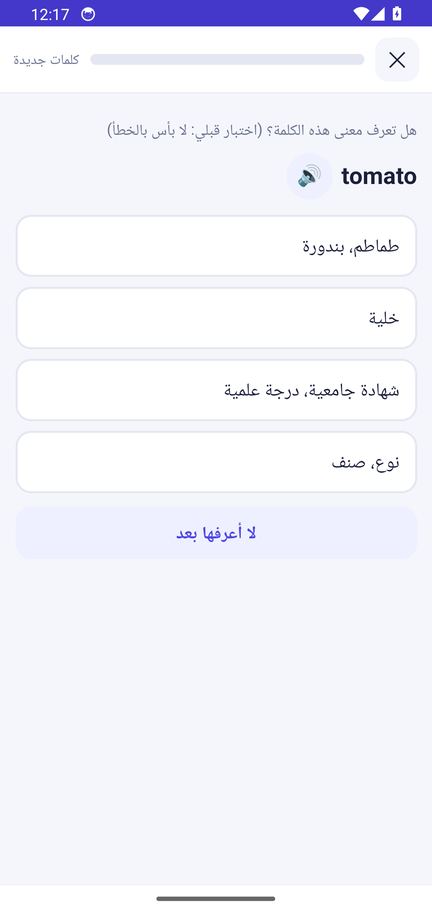 12:17
كلمات جديدة
هل تعرف معنى هذه الكلمة؟ (اختبار قبلي: لا بأس بالخطأ)
tomato
طماطم، بندورة
خلية
شهادة جامعية، درجة علمية
نوع، صنف
لا أعرفها بعد